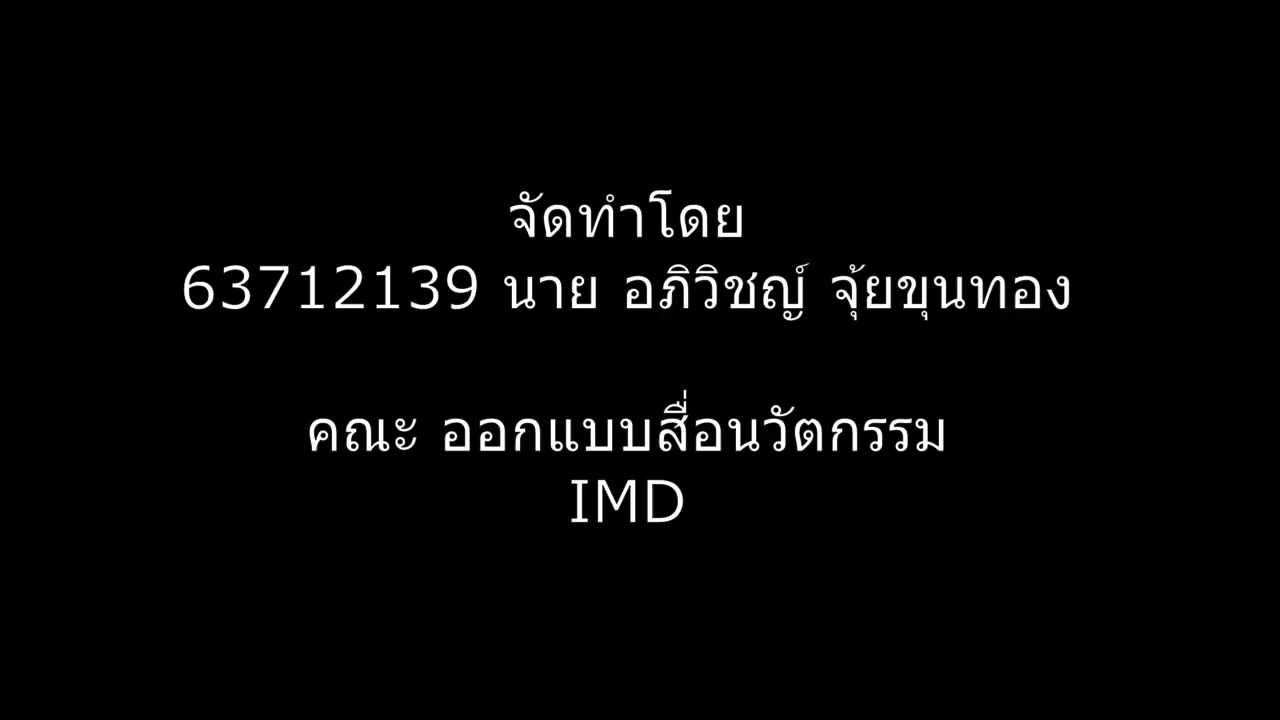 จัดทำโดย
63712139 นาย อภิวิชญ์ จุ้ยขุนทอง
คณะ ออกแบบสื่อนวัตกรรม
IMD